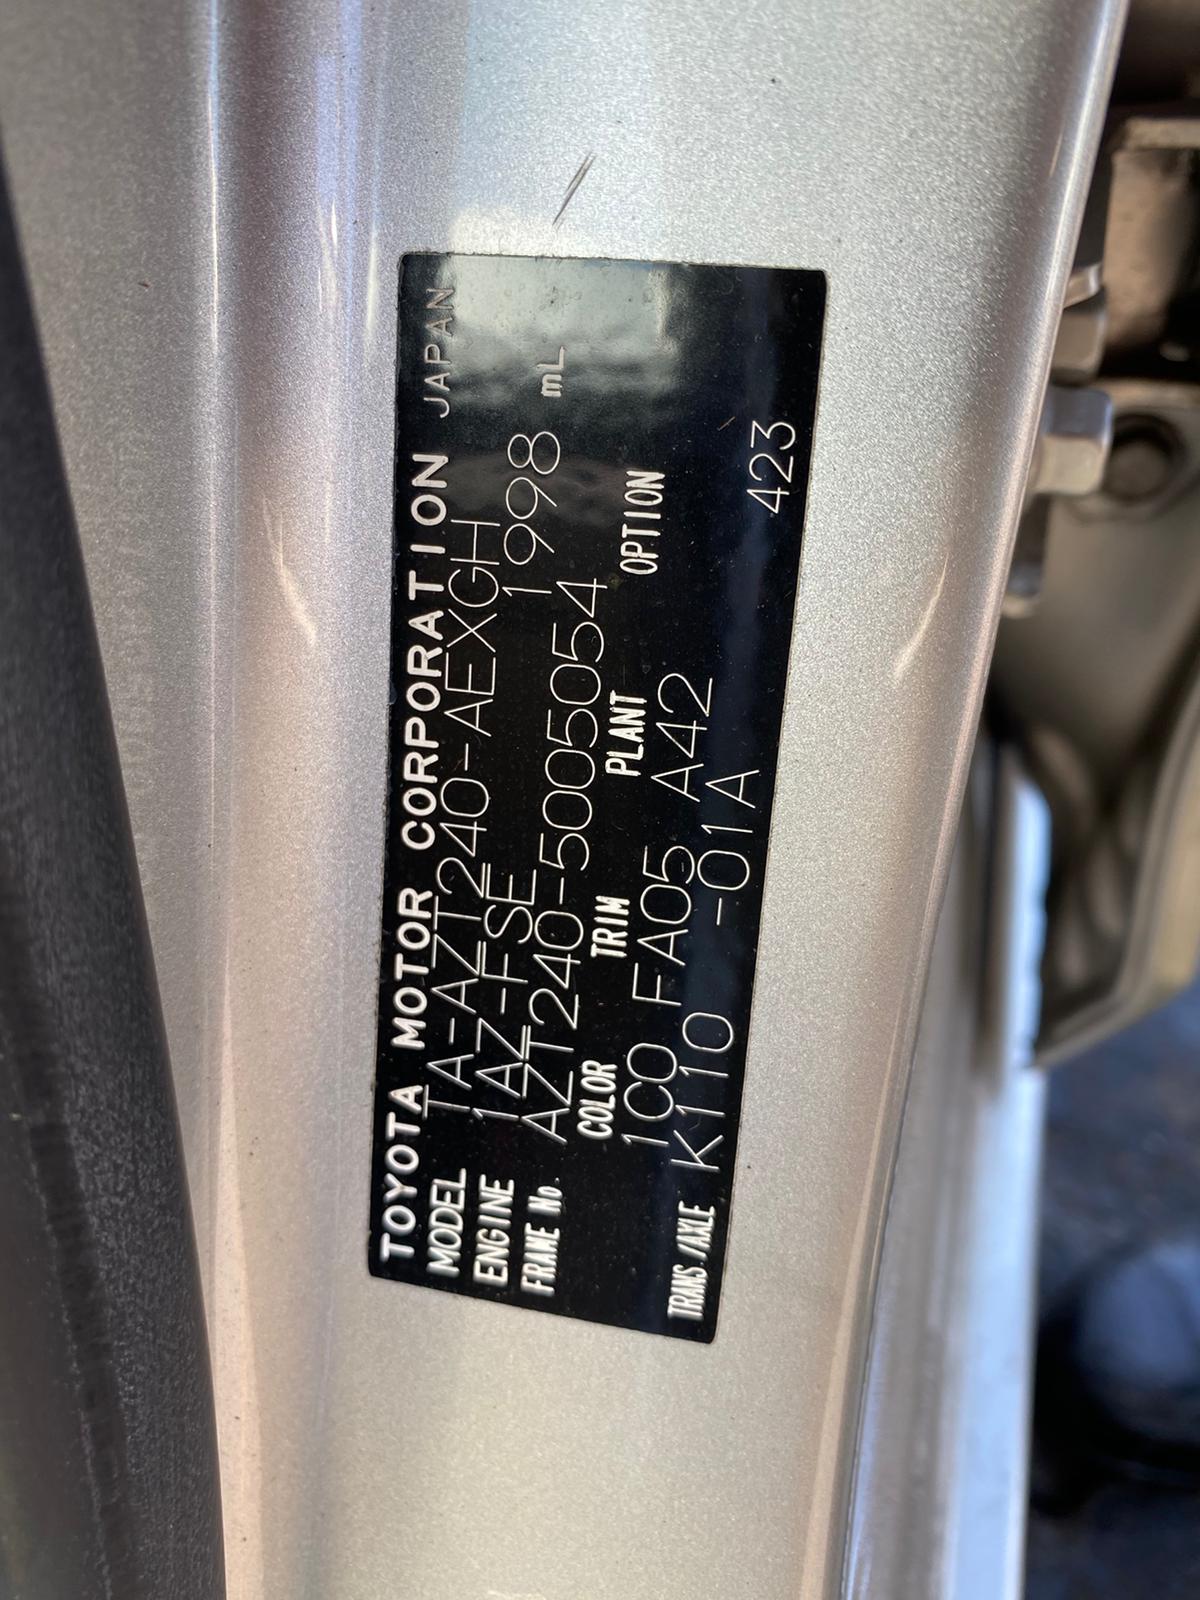 TOYOTA MOTOR CORPORATION JAPAN
MODEL TA-AZT240-AEXGH
ENGINE 1AZ-FSE 1998 mL
FRAME No. AZT240-5005054
COLOR TRIM PLANT OPTION
1C0 FA05 A42
TRANS/AXLE K110 -01A 423